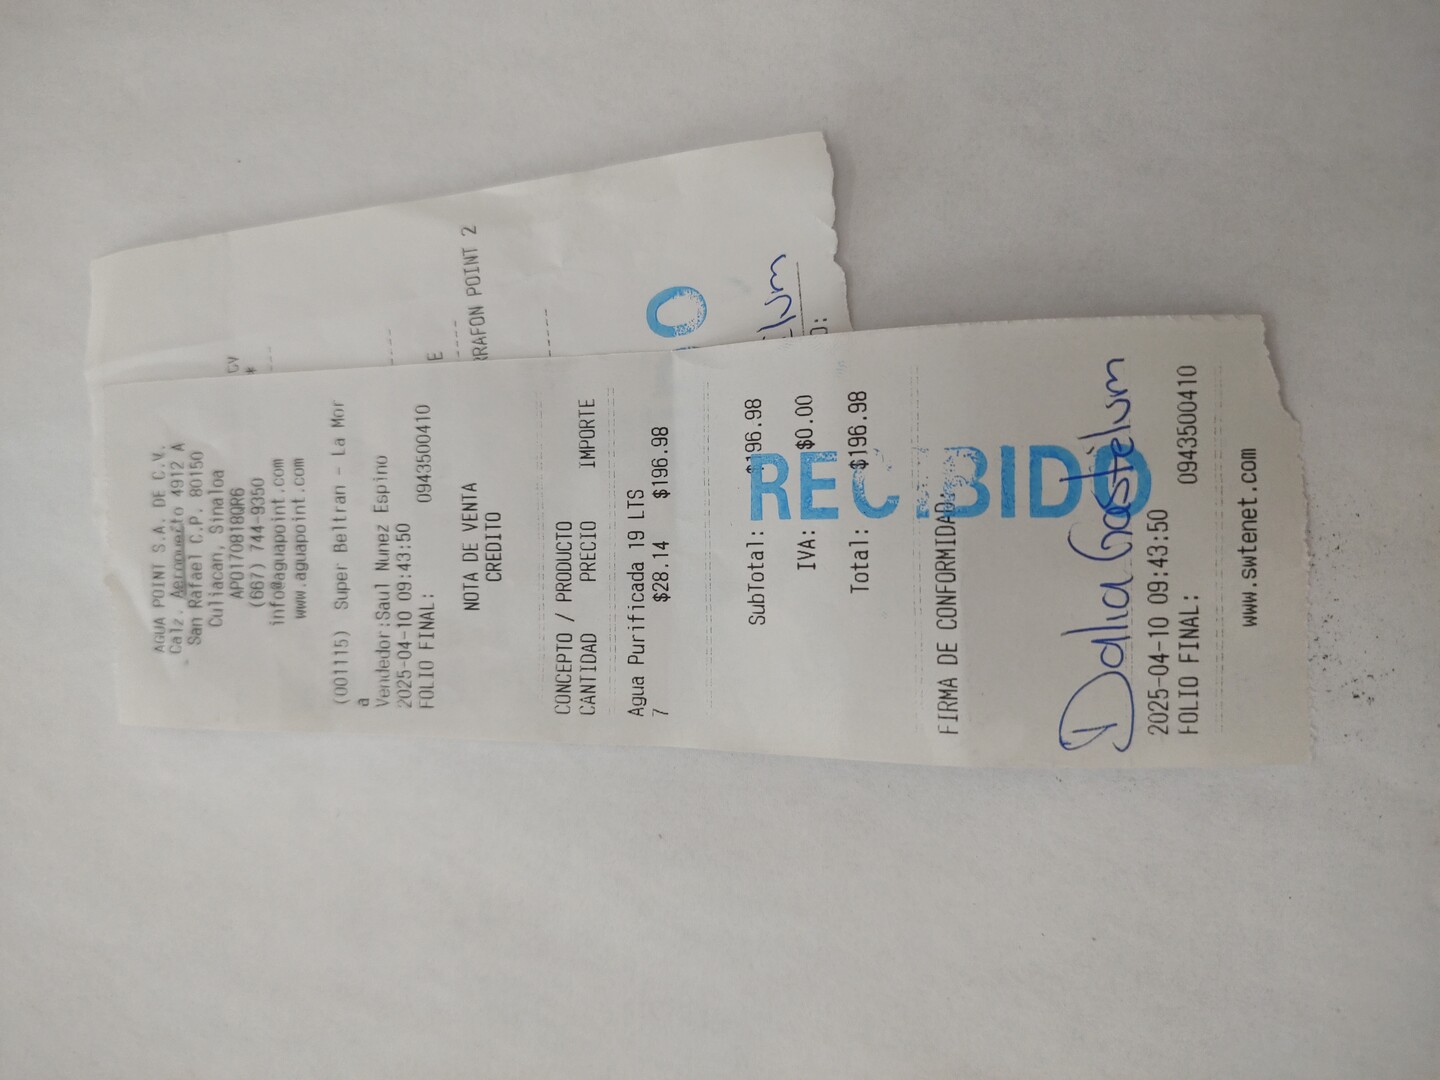 AGUA POINT S.A. DE C.V.
Calz. Aeropuerto 4912 A
San Rafael C.P. 80150
Culiacan, Sinaloa
APO170818QR6
(667) 744-9350
info@aguapoint.com
www.aguapoint.com
(001115) Super Beltran - La Mor
a
Vendedor:Saul Nunez Espino
2025-04-10 09:43:50
FOLIO FINAL: 0943500410
NOTA DE VENTA
CREDITO
CONCEPTO / PRODUCTO
CANTIDAD PRECIO IMPORTE
Agua Purificada 19 LTS
7 $28.14 $196.98
SubTotal: $196.98
IVA: $0.00
Total: $196.98
RECIBIDO
FIRMA DE CONFORMIDAD
Dalia Gastelum
2025-04-10 09:43:50
FOLIO FINAL: 0943500410
www.swtenet.com
CV
*
E
RRAFON POINT 2
O
elum
O: